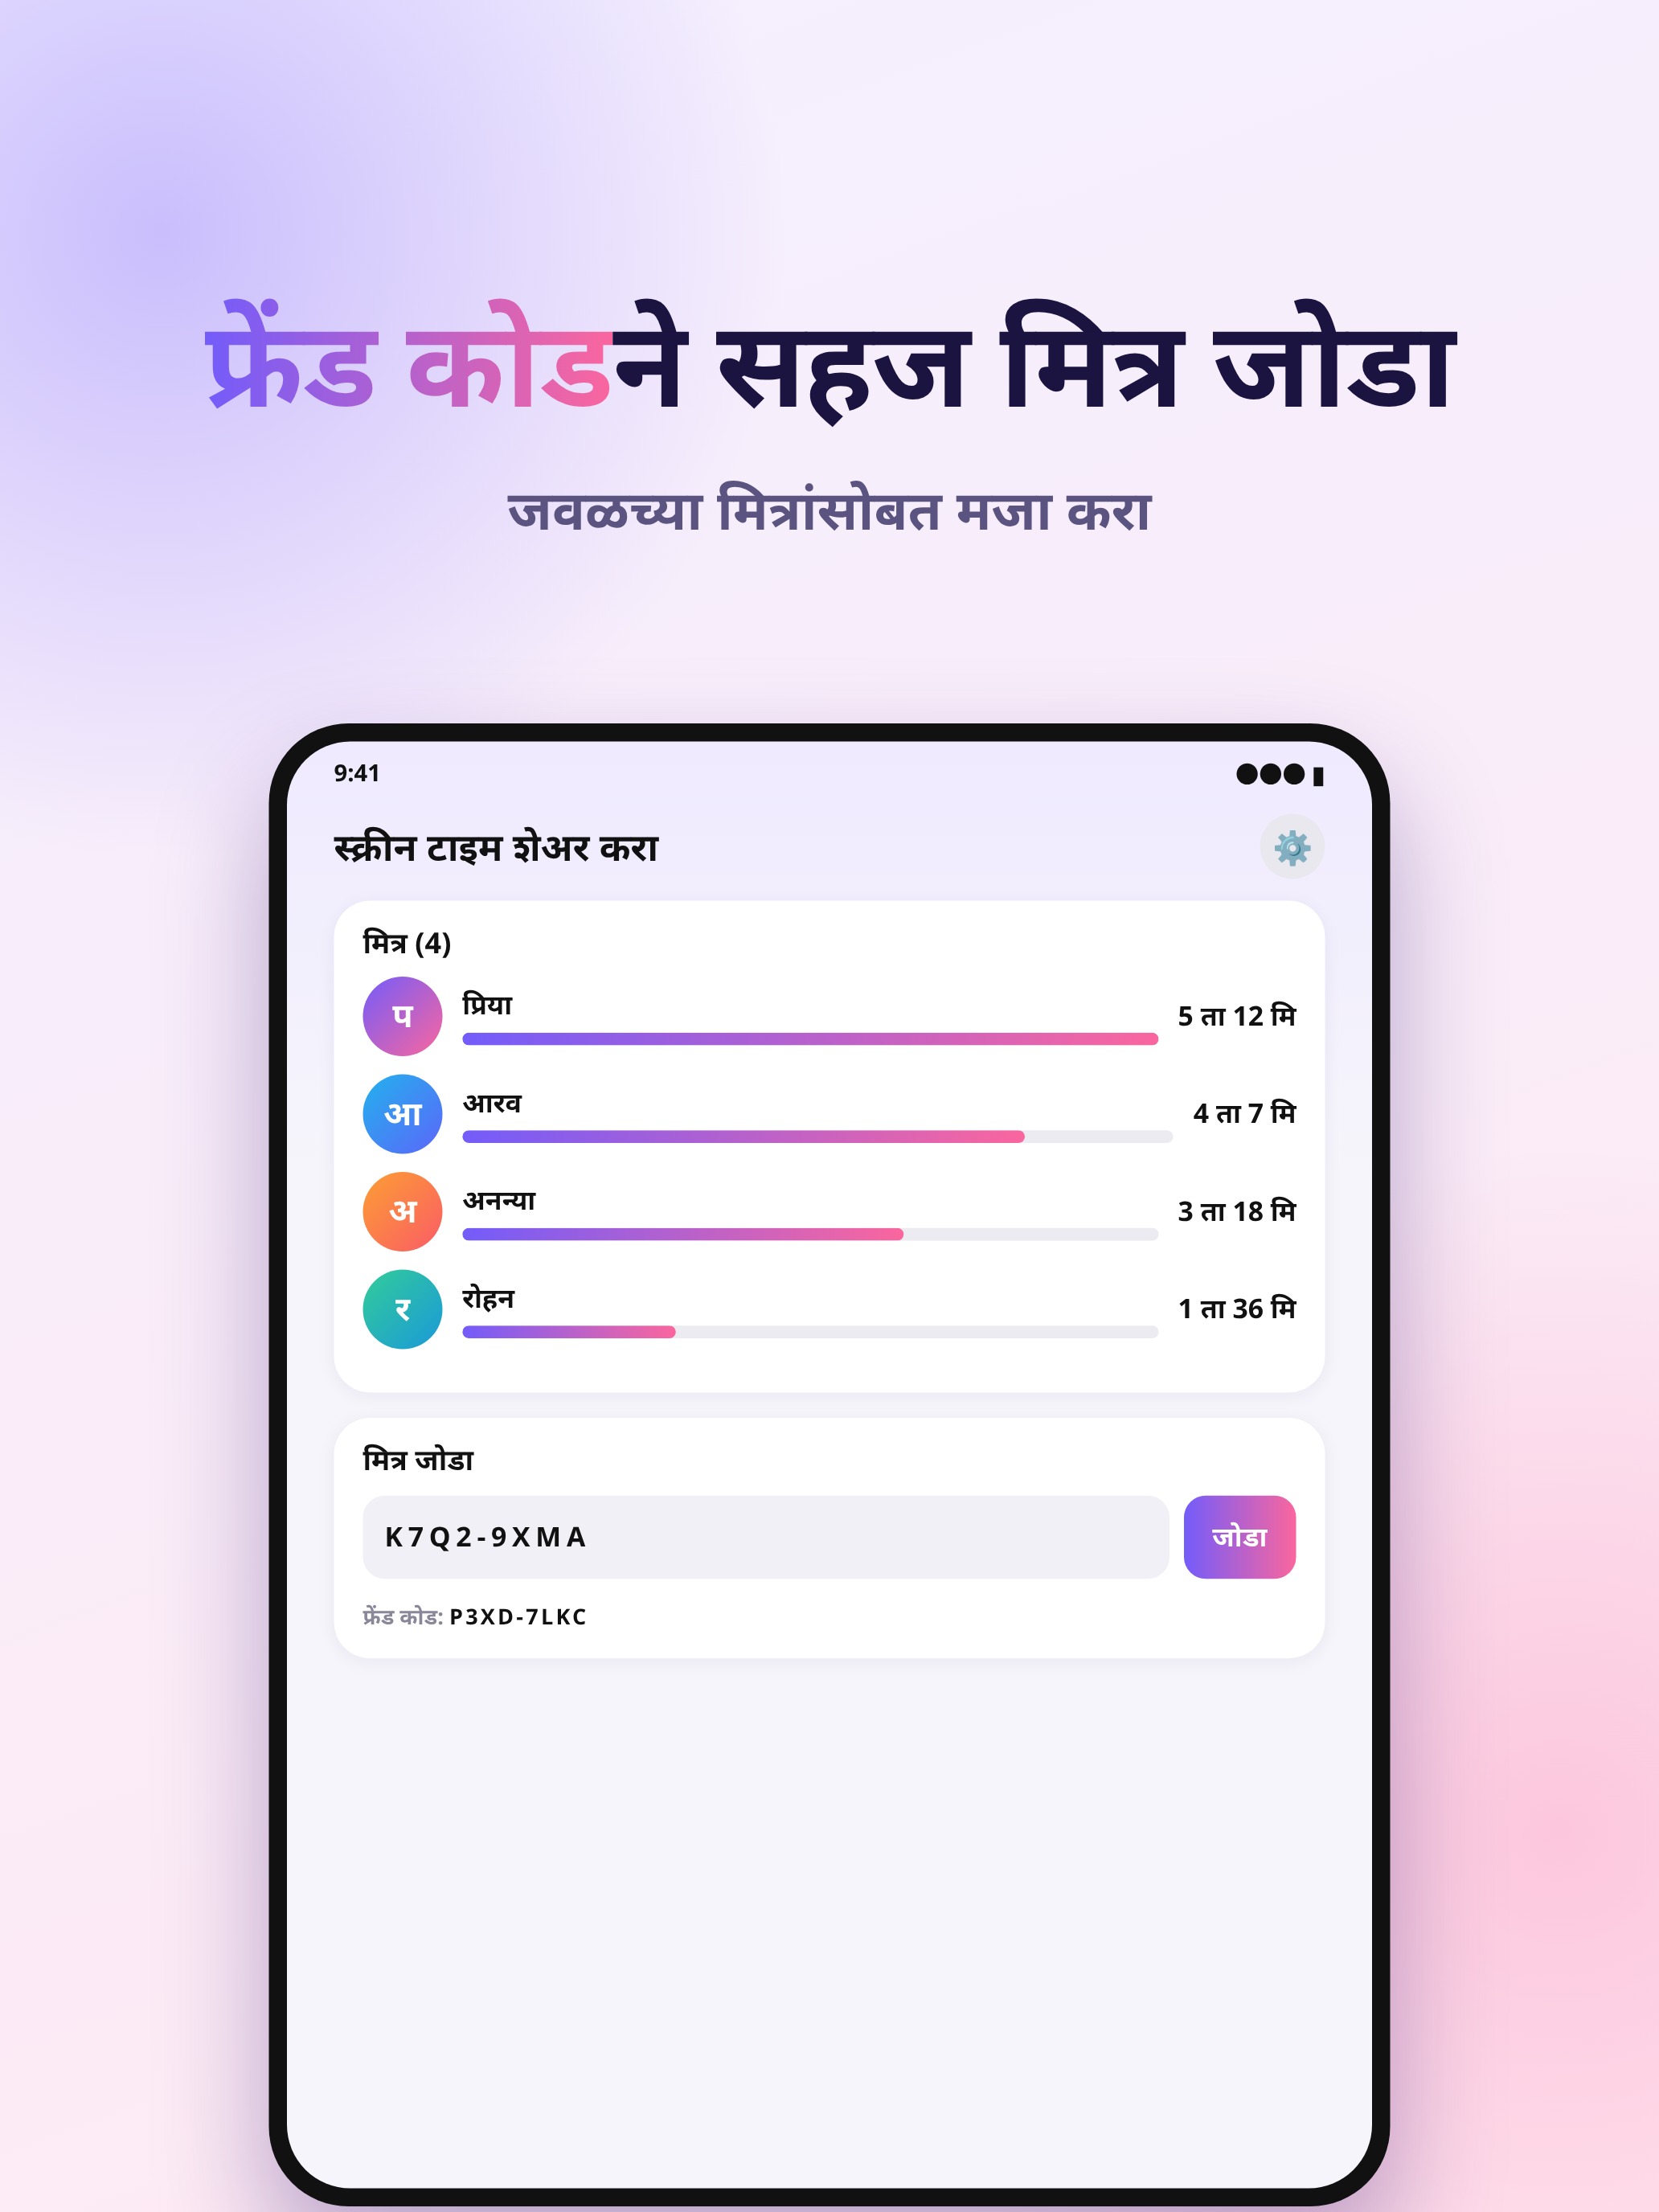 फ्रेंड कोडने सहज मित्र जोडा
जवळच्या मित्रांसोबत मजा करा
9:41
स्क्रीन टाइम शेअर करा
मित्र (4)
प
प्रिया
5 ता 12 मि
आ
आरव
4 ता 7 मि
अ
अनन्या
3 ता 18 मि
र
रोहन
1 ता 36 मि
मित्र जोडा
K7Q2-9XMA
जोडा
फ्रेंड कोड: P3XD-7LKC